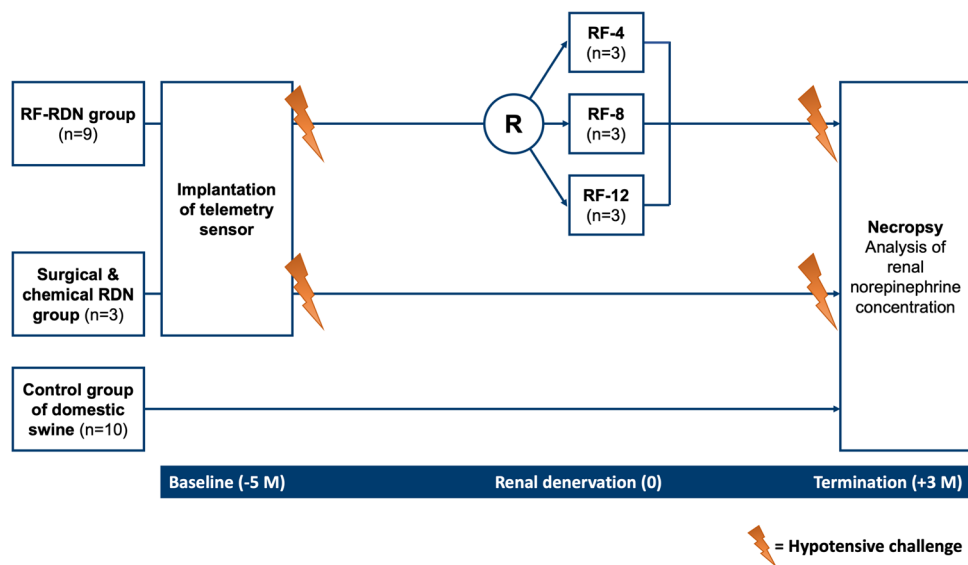 RF-RDN group
(n=9)
Surgical &
chemical RDN
group (n=3)
Control group
of domestic
swine (n=10)
Implantation
of telemetry
sensor
R
RF-4
(n=3)
RF-8
(n=3)
RF-12
(n=3)
Necropsy
Analysis of
renal
norepinephrine
concentration
Baseline (-5 M)
Renal denervation (0)
Termination (+3 M)
= Hypotensive challenge